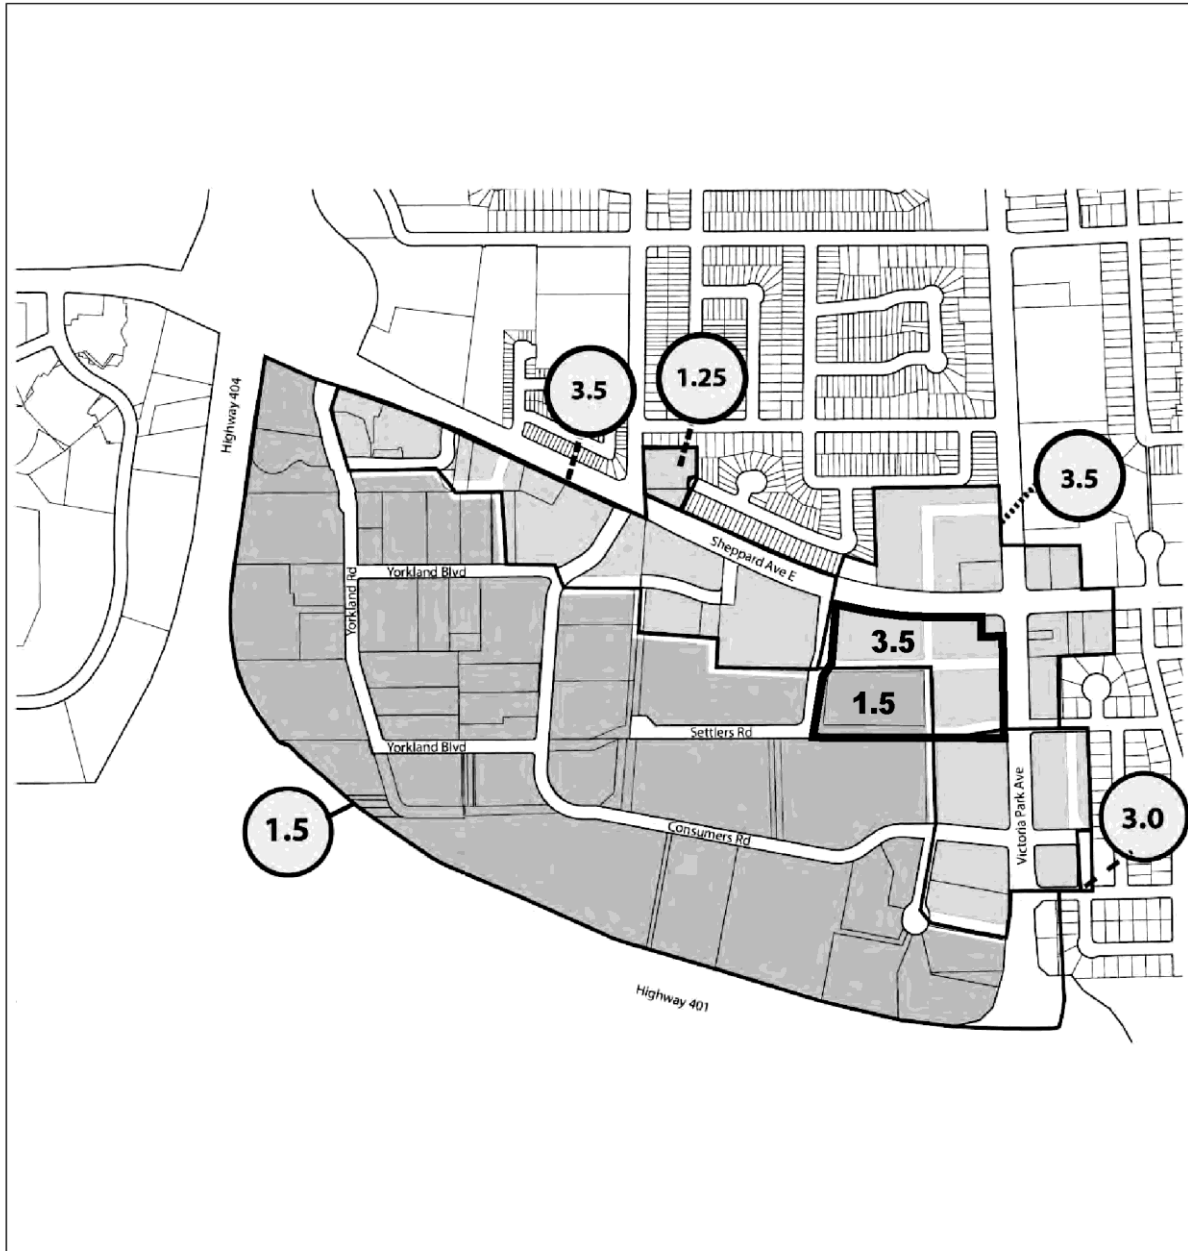 Highway 404
3.5
1.25
3.5
Sheppard Ave E
Yorkland Blvd
Yorkland Rd
3.5
1.5
Settlers Rd
Yorkland Blvd
Victoria Park Ave
1.5
3.0
Consumers Rd
Highway 401